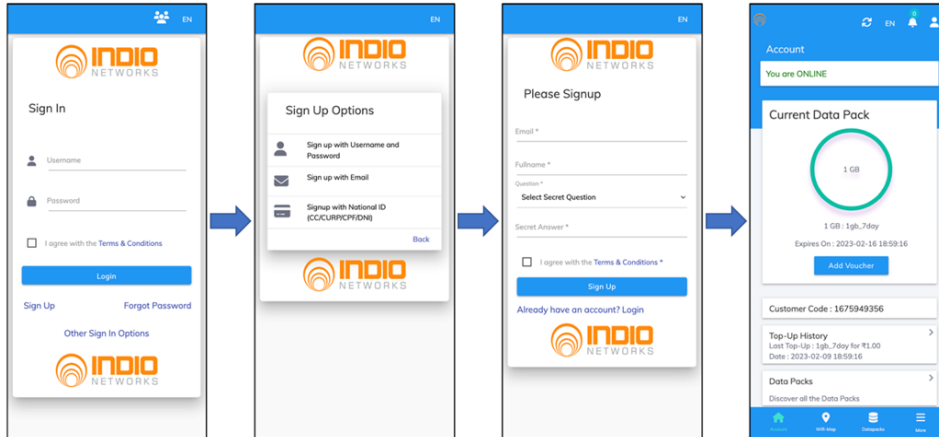 EN
INDIO
NETWORKS
Sign In
Username
Password
I agree with the Terms & Conditions
Login
Sign Up
Forgot Password
Other Sign In Options
INDIO
NETWORKS
EN
INDIO
NETWORKS
Sign Up Options
Sign up with Username and
Password
Sign up with Email
Signup with National ID
(CC/CURP/CPF/DNI)
Back
INDIO
NETWORKS
EN
INDIO
NETWORKS
Please Signup
Email *
Fullname *
Question *
Select Secret Question
Secret Answer *
I agree with the Terms & Conditions *
Sign Up
Already have an account? Login
INDIO
NETWORKS
EN
0
Account
You are ONLINE
Current Data Pack
1 GB
1 GB : 1gb_7day
Expires On : 2023-02-16 18:59:16
Add Voucher
Customer Code : 1675949356
Top-Up History
Last Top-Up : 1gb_7day for ₹1.00
Date : 2023-02-09 18:59:16
Data Packs
Discover all the Data Packs
Account
Wifi-Map
Datapacks
More